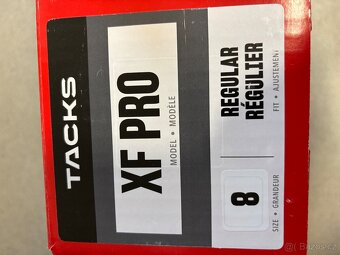 TACKS
XF PRO
MODEL • MODÈLE
REGULAR
RÉGULIER
FIT • AJUSTEMENT
8
SIZE • GRANDEUR